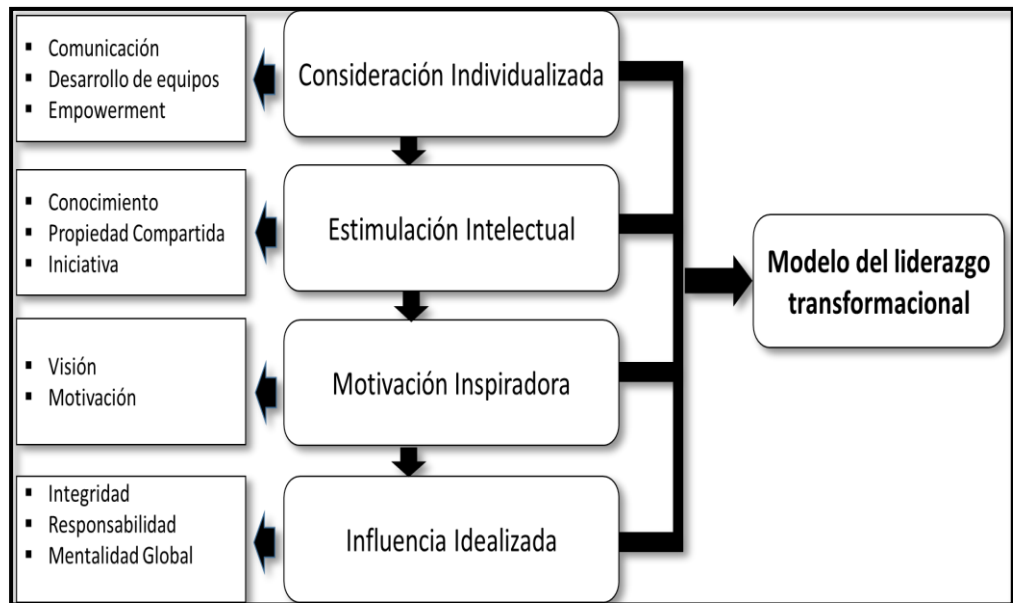 ▪ Comunicación
▪ Desarrollo de equipos
▪ Empowerment
Consideración Individualizada
▪ Conocimiento
▪ Propiedad Compartida
▪ Iniciativa
Estimulación Intelectual
Modelo del liderazgo
transformacional
▪ Visión
▪ Motivación
Motivación Inspiradora
▪ Integridad
▪ Responsabilidad
▪ Mentalidad Global
Influencia Idealizada